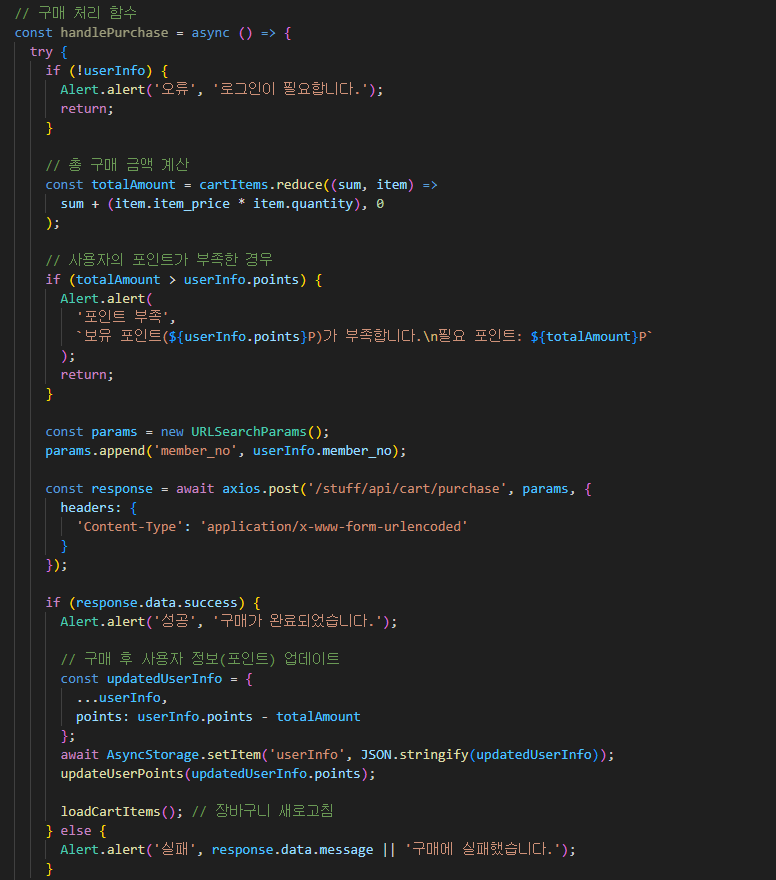 // 구매 처리 함수
const handlePurchase = async () => {
  try {
    if (!userInfo) {
      Alert.alert('오류', '로그인이 필요합니다.');
      return;
    }

    // 총 구매 금액 계산
    const totalAmount = cartItems.reduce((sum, item) =>
      sum + (item.item_price * item.quantity), 0
    );

    // 사용자의 포인트가 부족한 경우
    if (totalAmount > userInfo.points) {
      Alert.alert(
        '포인트 부족',
        `보유 포인트(${userInfo.points}P)가 부족합니다.\n필요 포인트: ${totalAmount}P`
      );
      return;
    }

    const params = new URLSearchParams();
    params.append('member_no', userInfo.member_no);

    const response = await axios.post('/stuff/api/cart/purchase', params, {
      headers: {
        'Content-Type': 'application/x-www-form-urlencoded'
      }
    });

    if (response.data.success) {
      Alert.alert('성공', '구매가 완료되었습니다.');

      // 구매 후 사용자 정보(포인트) 업데이트
      const updatedUserInfo = {
        ...userInfo,
        points: userInfo.points - totalAmount
      };
      await AsyncStorage.setItem('userInfo', JSON.stringify(updatedUserInfo));
      updateUserPoints(updatedUserInfo.points);

      loadCartItems(); // 장바구니 새로고침
    } else {
      Alert.alert('실패', response.data.message || '구매에 실패했습니다.');
    }